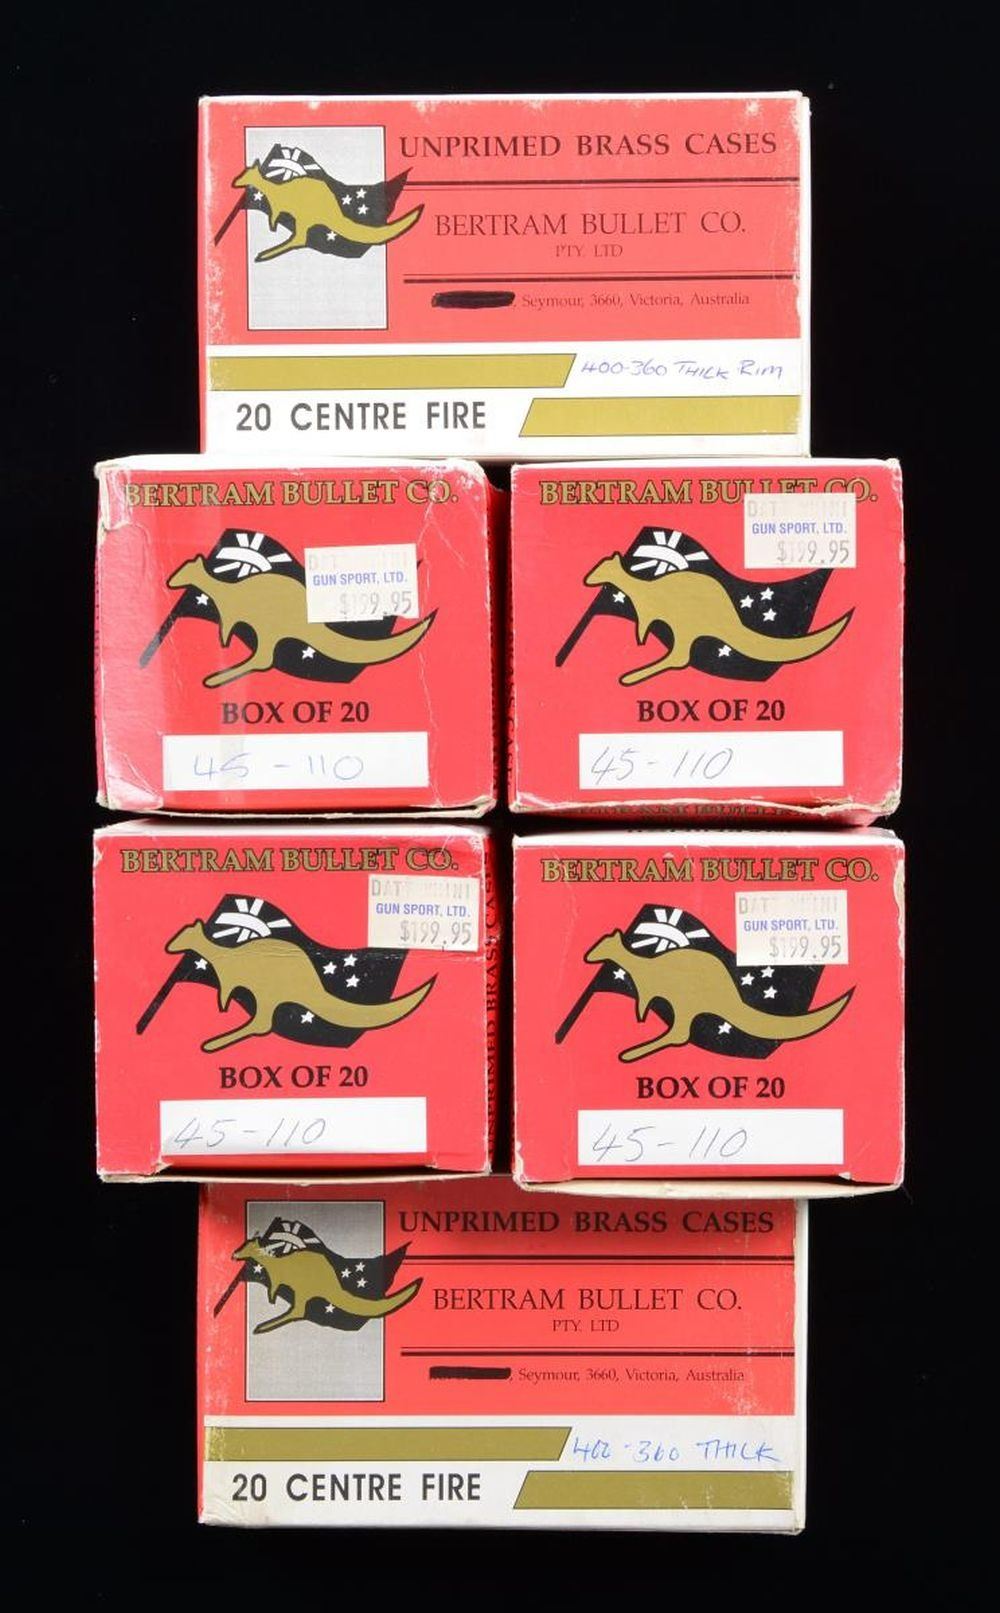 UNPRIMED BRASS CASES
BERTRAM BULLET CO.
PTY. LTD
, Seymour, 3660, Victoria, Australia
400-360 THICK RIM
20 CENTRE FIRE
BERTRAM BULLET CO.
GUN SPORT, LTD.
$199.95
BOX OF 20
45-110
BERTRAM BULLET CO.
GUN SPORT, LTD.
$199.95
BOX OF 20
45-110
BERTRAM BULLET CO.
GUN SPORT, LTD.
$199.95
BOX OF 20
45-110
UNPRIMED BRASS CASES
BERTRAM BULLET CO.
GUN SPORT, LTD.
$199.95
BOX OF 20
45-110
UNPRIMED BRASS CASES
BERTRAM BULLET CO.
PTY. LTD
, Seymour, 3660, Victoria, Australia
400-360 THICK
20 CENTRE FIRE